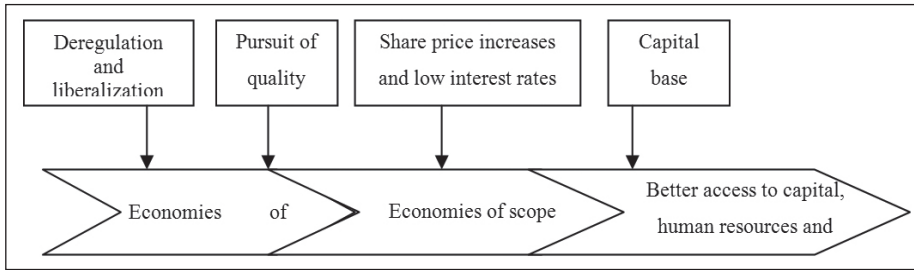 Deregulation
and
liberalization
Pursuit of
quality
Share price increases
and low interest rates
Capital
base
Economies of
Economies of scope
Better access to capital,
human resources and